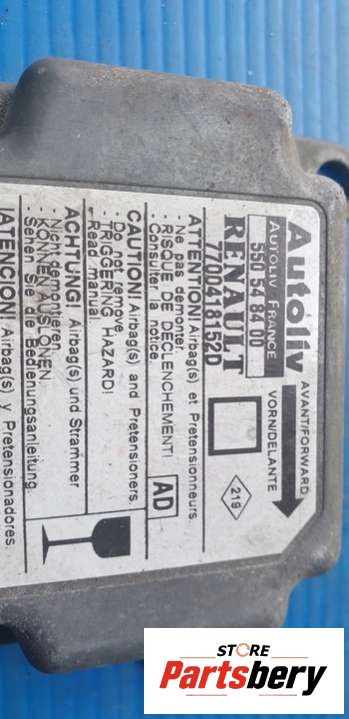 Autoliv
AUTOLIV FRANCE
550 54 84 00
RENAULT
7700418152D
AVANT/FORWARD
VORN/DELANTE
219
AD
ATTENTION! Airbag(s) et Pretensionneurs
- Ne pas demonter.
- RISQUE DE DECLENCHEMENT!
- Consulter la notice.
CAUTION! Airbag(s) and Pretensioners.
- Do not remove.
- TRIGGERING HAZARD!
- Read manual.
ACHTUNG! Airbag(s) und Strammer
- Nicht demontieren.
- KÖNNEN AUSLÖSEN
- Sehen Sie die Bedienungsanleitung.
¡ATENCION! Airbag(s) y Pretensionadores.
STORE
Partsbery